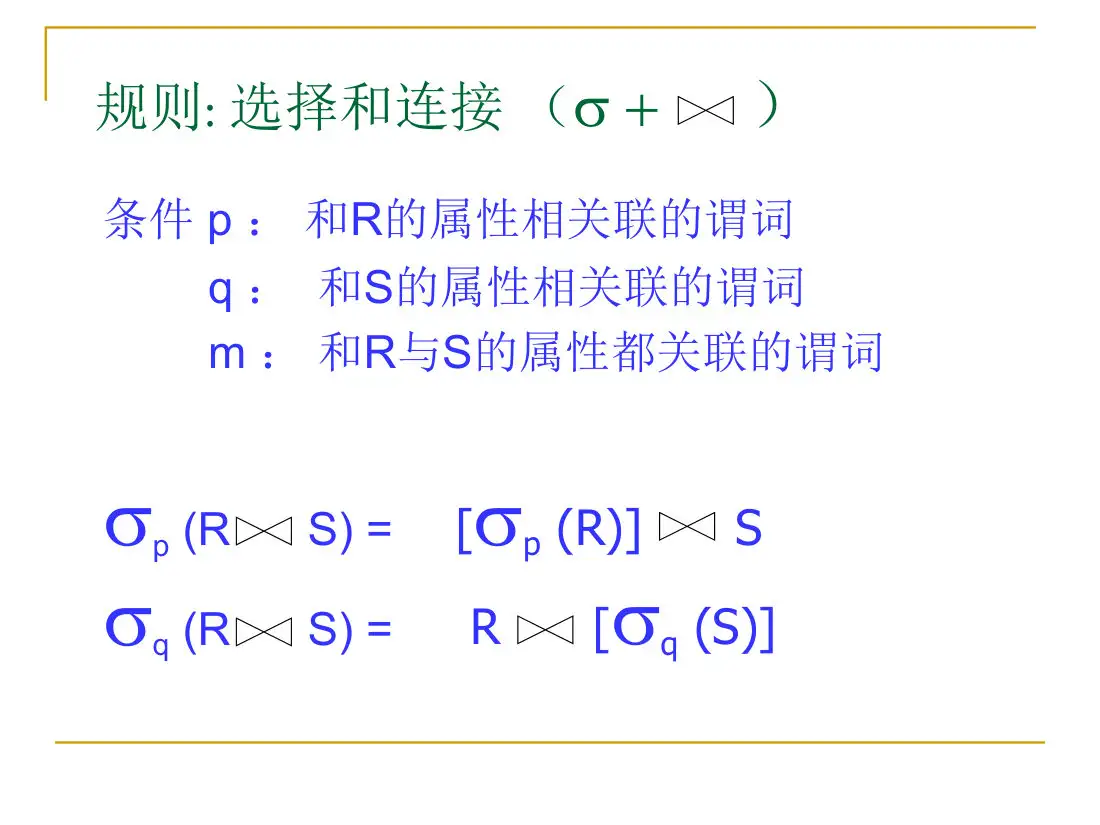 规则: 选择和连接 （σ + ⋈ ）
条件 p： 和R的属性相关联的谓词
q： 和S的属性相关联的谓词
m： 和R与S的属性都关联的谓词
σp (R⋈ S) = [σp (R)] ⋈ S
σq (R⋈ S) = R ⋈ [σq (S)]